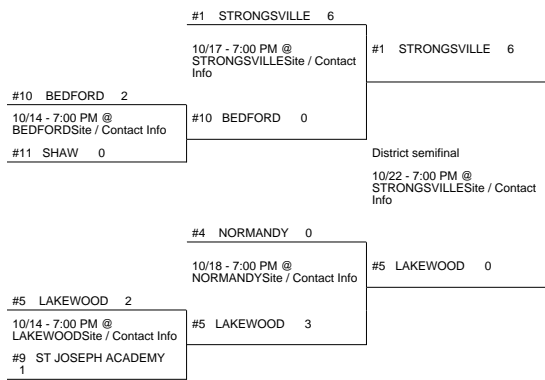 #1 STRONGSVILLE 6
10/17 - 7:00 PM @
STRONGSVILLESite / Contact
Info
#1 STRONGSVILLE 6
#10 BEDFORD 2
10/14 - 7:00 PM @
BEDFORDSite / Contact Info
#10 BEDFORD 0
#11 SHAW 0
District semifinal
10/22 - 7:00 PM @
STRONGSVILLESite / Contact
Info
#4 NORMANDY 0
10/18 - 7:00 PM @
NORMANDYSite / Contact Info
#5 LAKEWOOD 0
#5 LAKEWOOD 2
10/14 - 7:00 PM @
LAKEWOODSite / Contact Info
#5 LAKEWOOD 3
#9 ST JOSEPH ACADEMY
1